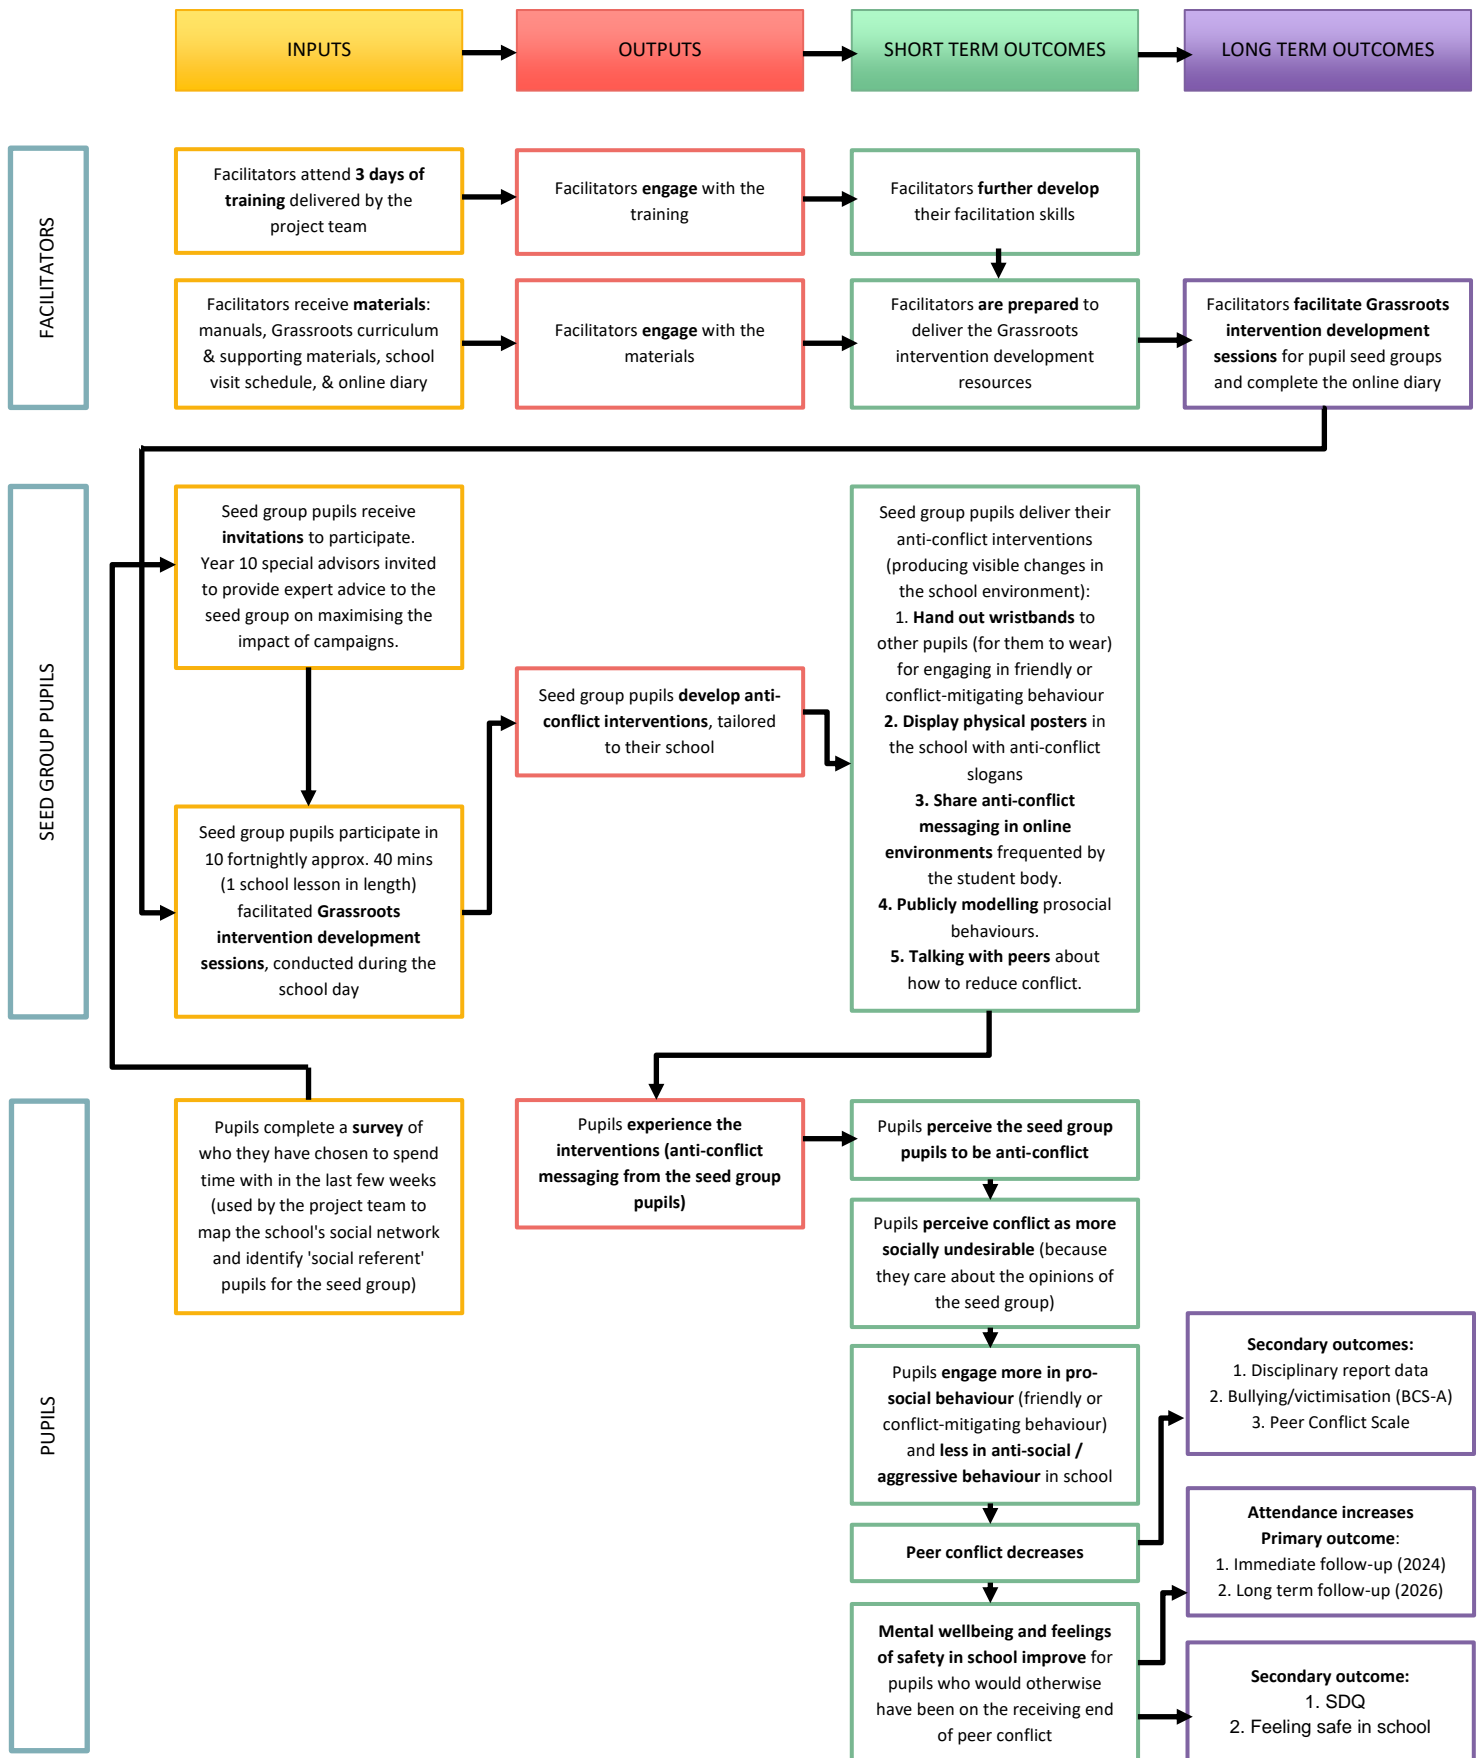 INPUTS
OUTPUTS
SHORT TERM OUTCOMES
LONG TERM OUTCOMES
FACILITATORS
Facilitators attend 3 days of
training delivered by the
project team
Facilitators engage with the
training
Facilitators further develop
their facilitation skills
Facilitators receive materials:
manuals, Grassroots curriculum
& supporting materials, school
visit schedule, & online diary
Facilitators engage with the
materials
Facilitators are prepared to
deliver the Grassroots
intervention development
resources
Facilitators facilitate Grassroots
intervention development
sessions for pupil seed groups
and complete the online diary
SEED GROUP PUPILS
Seed group pupils receive
invitations to participate.
Year 10 special advisors invited
to provide expert advice to the
seed group on maximising the
impact of campaigns.
Seed group pupils participate in
10 fortnightly approx. 40 mins
(1 school lesson in length)
facilitated Grassroots
intervention development
sessions, conducted during the
school day
Seed group pupils develop anti-
conflict interventions, tailored
to their school
Seed group pupils deliver their
anti-conflict interventions
(producing visible changes in
the school environment):
1. Hand out wristbands to
other pupils (for them to wear)
for engaging in friendly or
conflict-mitigating behaviour
2. Display physical posters in
the school with anti-conflict
slogans
3. Share anti-conflict
messaging in online
environments frequented by
the student body.
4. Publicly modelling prosocial
behaviours.
5. Talking with peers about
how to reduce conflict.
PUPILS
Pupils complete a survey of
who they have chosen to spend
time with in the last few weeks
(used by the project team to
map the school's social network
and identify 'social referent'
pupils for the seed group)
Pupils experience the
interventions (anti-conflict
messaging from the seed group
pupils)
Pupils perceive the seed group
pupils to be anti-conflict
Pupils perceive conflict as more
socially undesirable (because
they care about the opinions of
the seed group)
Pupils engage more in pro-
social behaviour (friendly or
conflict-mitigating behaviour)
and less in anti-social /
aggressive behaviour in school
Peer conflict decreases
Mental wellbeing and feelings
of safety in school improve for
pupils who would otherwise
have been on the receiving end
of peer conflict
Secondary outcomes:
1. Disciplinary report data
2. Bullying/victimisation (BCS-A)
3. Peer Conflict Scale
Attendance increases
Primary outcome:
1. Immediate follow-up (2024)
2. Long term follow-up (2026)
Secondary outcome:
1. SDQ
2. Feeling safe in school